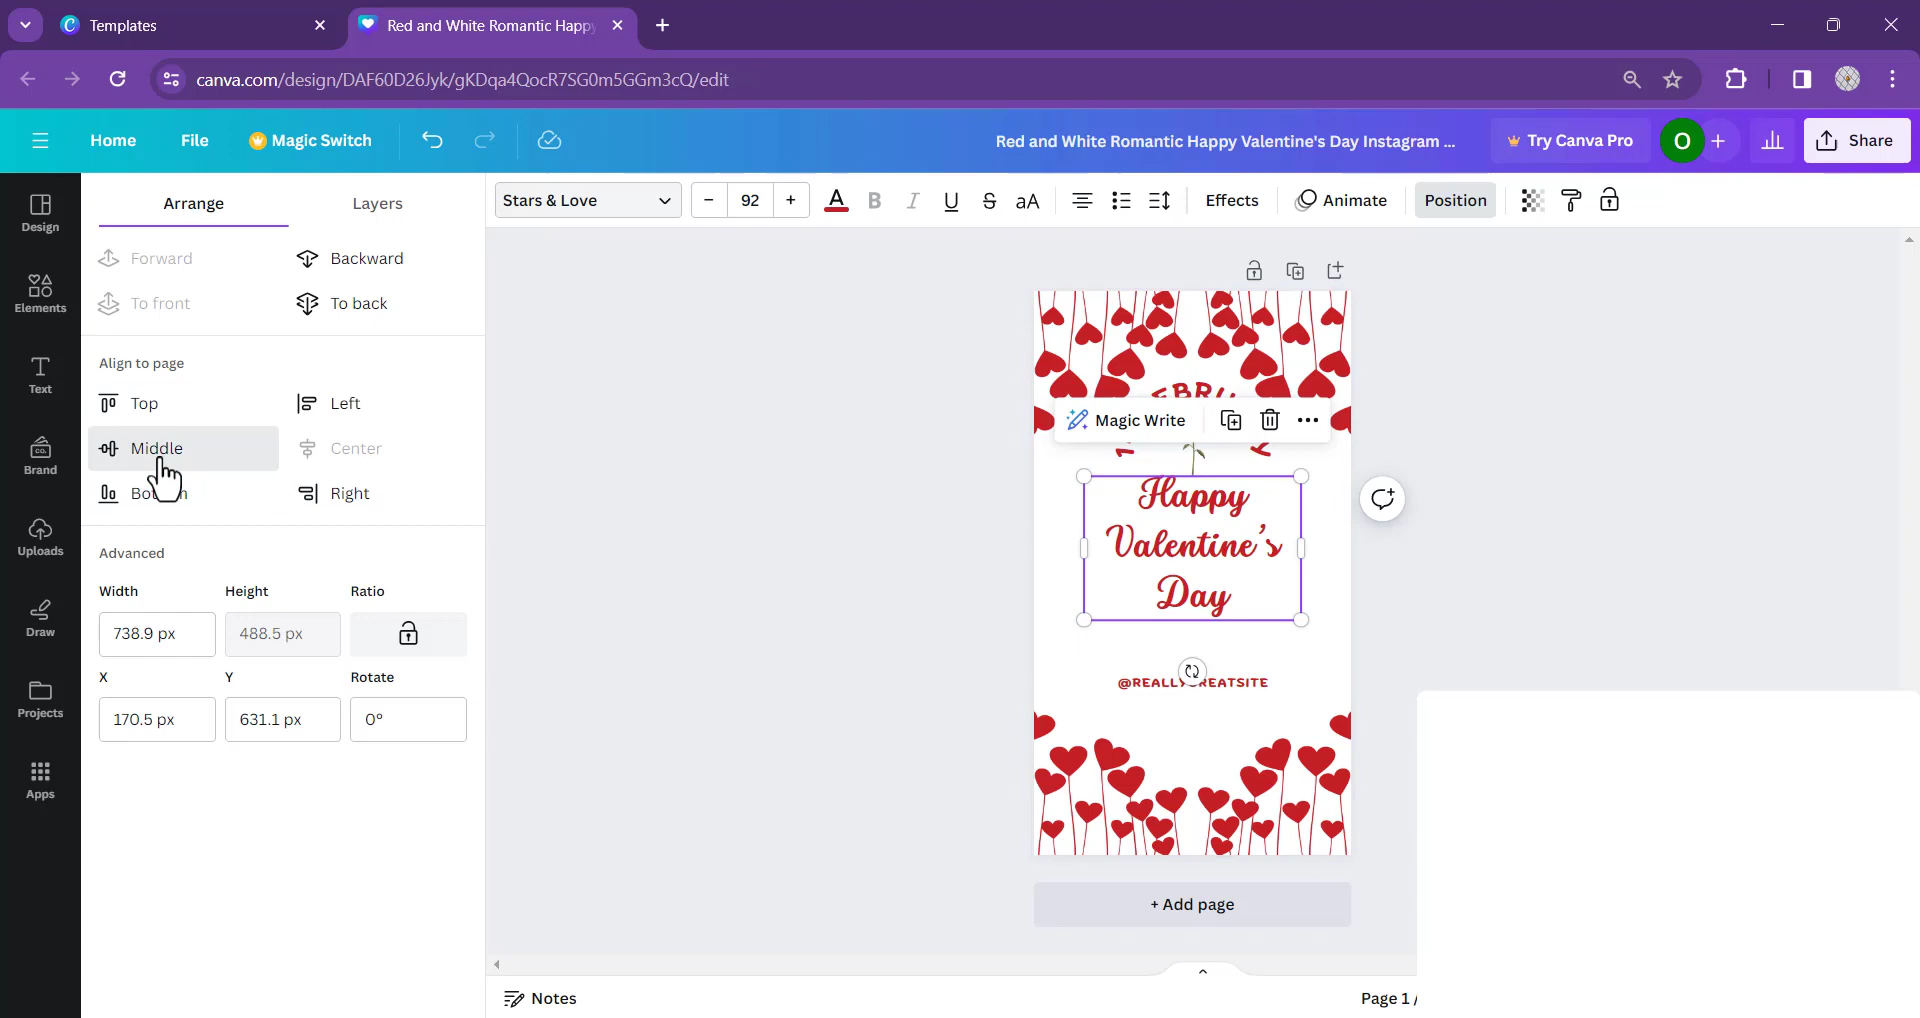 Templates
Red and White Romantic Happy
canva.com/design/DAF60D26Jyk/gKDqa4QocR7SG0m5GGm3cQ/edit
Home
File
Magic Switch
Red and White Romantic Happy Valentine's Day Instagram ...
Try Canva Pro
O
Share
Design
Elements
Text
Brand
Uploads
Draw
Projects
Apps
Arrange
Layers
Forward
Backward
To front
To back
Align to page
Top
Left
Middle
Center
Right
Advanced
Width
Height
Ratio
738.9 px
488.5 px
X
Y
Rotate
170.5 px
631.1 px
0°
Stars & Love
92
aA
Effects
Animate
Position
Magic Write
Happy
Valentine's
Day
+ Add page
Notes
Page 1 /